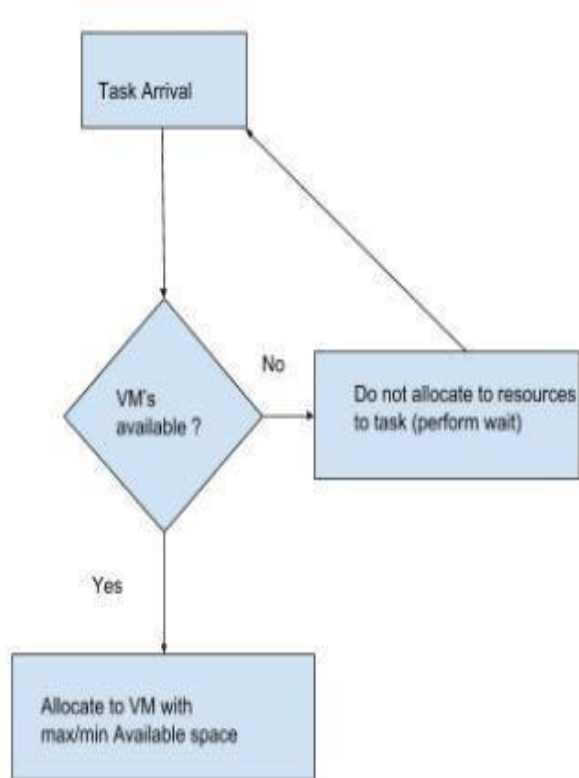 Task Arrival
No
VM's
available ?
Do not allocate to resources
to task (perform wait)
Yes
Allocate to VM with
max/min Available space